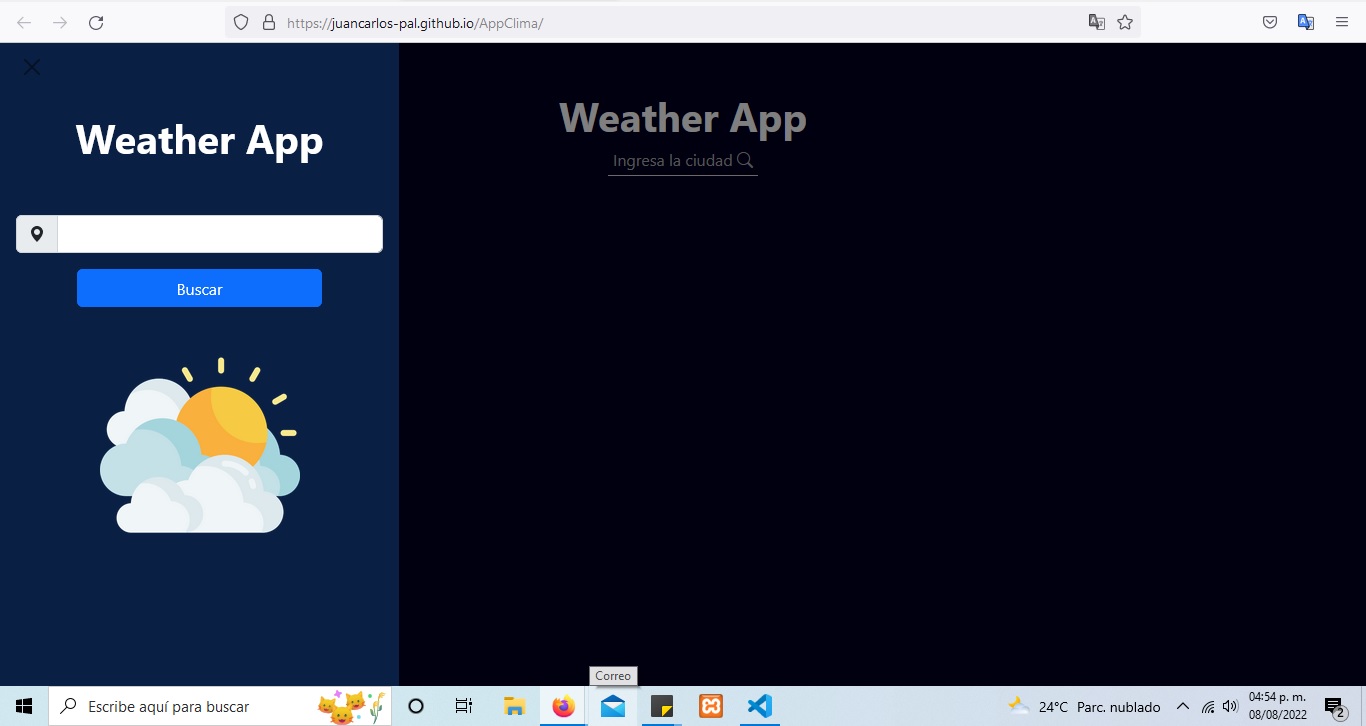 https://juancarlos-pal.github.io/AppClima/
Weather App
Buscar
Weather App
Ingresa la ciudad
Correo
Escribe aquí para buscar
24°C Parc. nublado
04:54 p. m.
08/08/2022
2